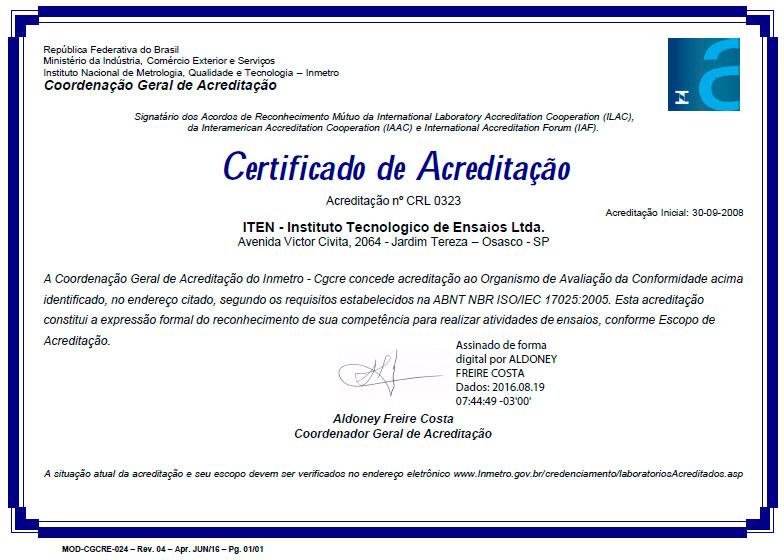 República Federativa do Brasil
Ministério da Indústria, Comércio Exterior e Serviços
Instituto Nacional de Metrologia, Qualidade e Tecnologia – Inmetro
Coordenação Geral de Acreditação
Signatário dos Acordos de Reconhecimento Mútuo da International Laboratory Accreditation Cooperation (ILAC),
da Interamerican Accreditation Cooperation (IAAC) e International Accreditation Forum (IAF).
Certificado de Acreditação
Acreditação nº CRL 0323
Acreditação Inicial: 30-09-2008
ITEN - Instituto Tecnologico de Ensaios Ltda.
Avenida Victor Civita, 2064 - Jardim Tereza – Osasco - SP
A Coordenação Geral de Acreditação do Inmetro - Cgcre concede acreditação ao Organismo de Avaliação da Conformidade acima
identificado, no endereço citado, segundo os requisitos estabelecidos na ABNT NBR ISO/IEC 17025:2005. Esta acreditação
constitui a expressão formal do reconhecimento de sua competência para realizar atividades de ensaios, conforme Escopo de
Acreditação.
Assinado de forma
digital por ALDONEY
FREIRE COSTA
Dados: 2016.08.19
07:44:49 -03'00'
Aldoney Freire Costa
Coordenador Geral de Acreditação
A situação atual da acreditação e seu escopo devem ser verificados no endereço eletrônico www.Inmetro.gov.br/credenciamento/laboratoriosAcreditados.asp
MOD-CGCRE-024 – Rev. 04 – Apr. JUN/16 – Pg. 01/01